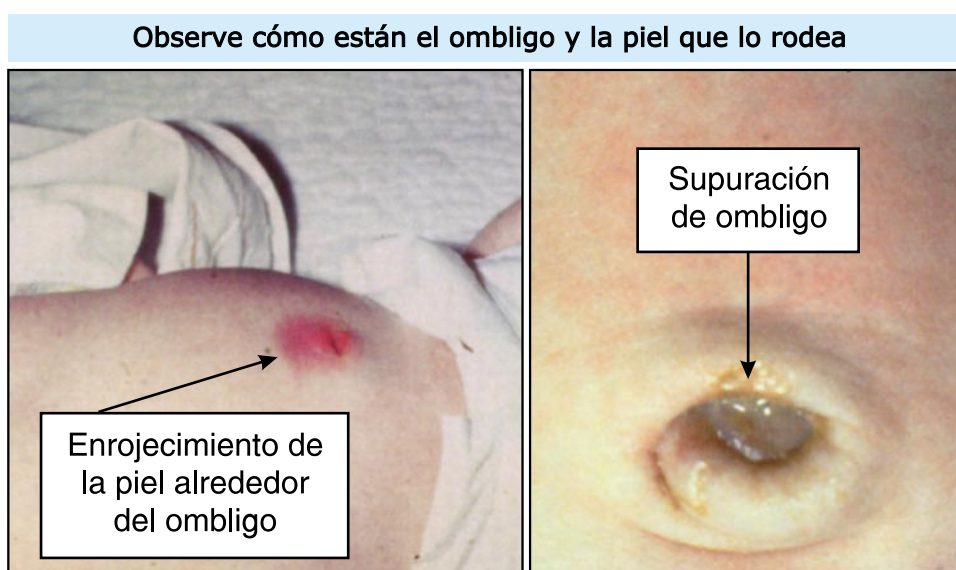 Observe cómo están el ombligo y la piel que lo rodea
Supuración
de ombligo
Enrojecimiento de
la piel alrededor
del ombligo